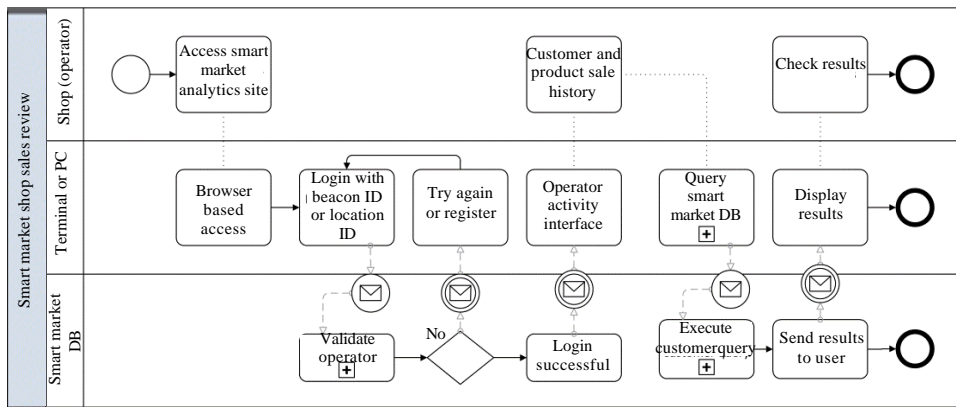 Smart market shop sales review
Shop (operator)
Access smart
market
analytics site
Customer and
product sale
history
Check results
Terminal or PC
Browser
based
access
Login with
beacon ID
or location
ID
Try again
or register
Operator
activity
interface
Query
smart
market DB
Display
results
Smart market
DB
Validate
operator
No
Login
successful
Execute
customerquery
Send results
to user